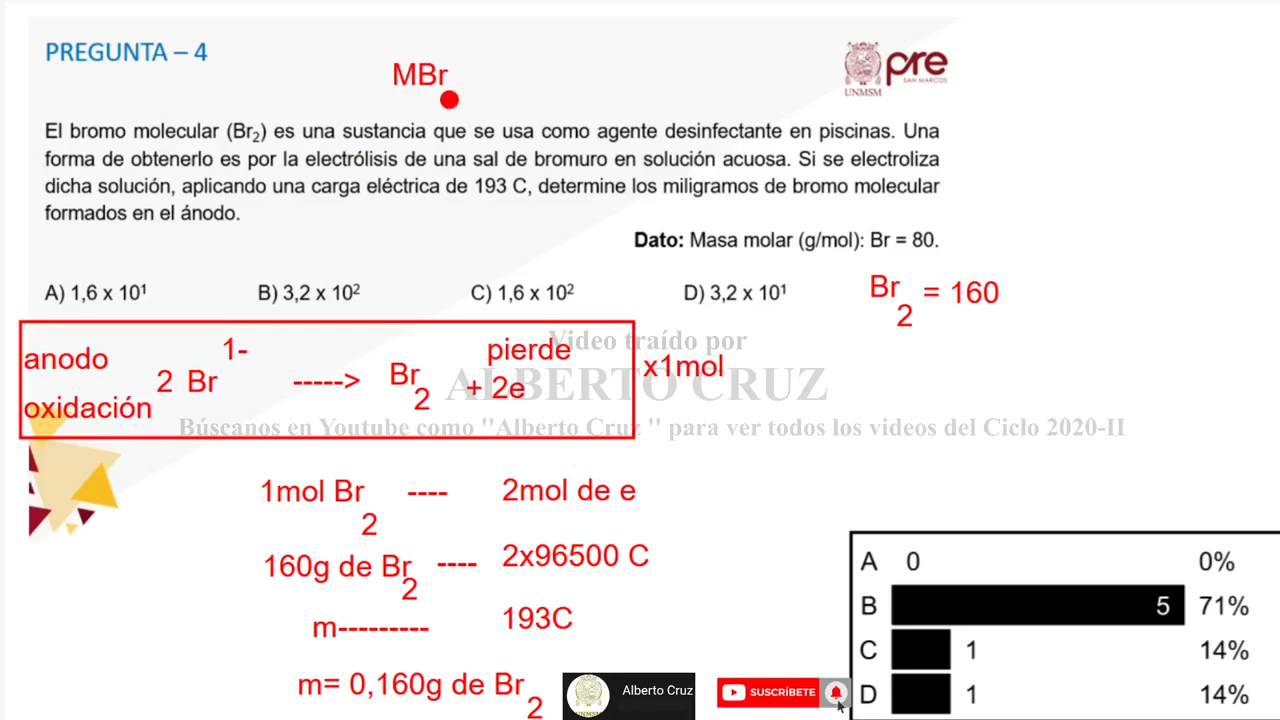 PREGUNTA – 4
MBr
pre
SAN MARCOS
UNMSM
El bromo molecular (Br2) es una sustancia que se usa como agente desinfectante en piscinas. Una
forma de obtenerlo es por la electrólisis de una sal de bromuro en solución acuosa. Si se electroliza
dicha solución, aplicando una carga eléctrica de 193 C, determine los miligramos de bromo molecular
formados en el ánodo.
Dato: Masa molar (g/mol): Br = 80.
A) 1,6 x 10¹ B) 3,2 x 10² C) 1,6 x 10² D) 3,2 x 10¹
Br2 = 160
Video traído por
ALBERTO CRUZ
Búscanos en Youtube como "Alberto Cruz " para ver todos los videos del Ciclo 2020-II
anodo
oxidación
2 Br 1- -----> Br2 + 2e
pierde
x1mol
1mol Br2 ---- 2mol de e
160g de Br2 ---- 2x96500 C
m--------- 193C
m= 0,160g de Br2
UNMSM
Alberto Cruz
SUSCRÍBETE
A 0 0%
B 5 71%
C 1 14%
D 1 14%